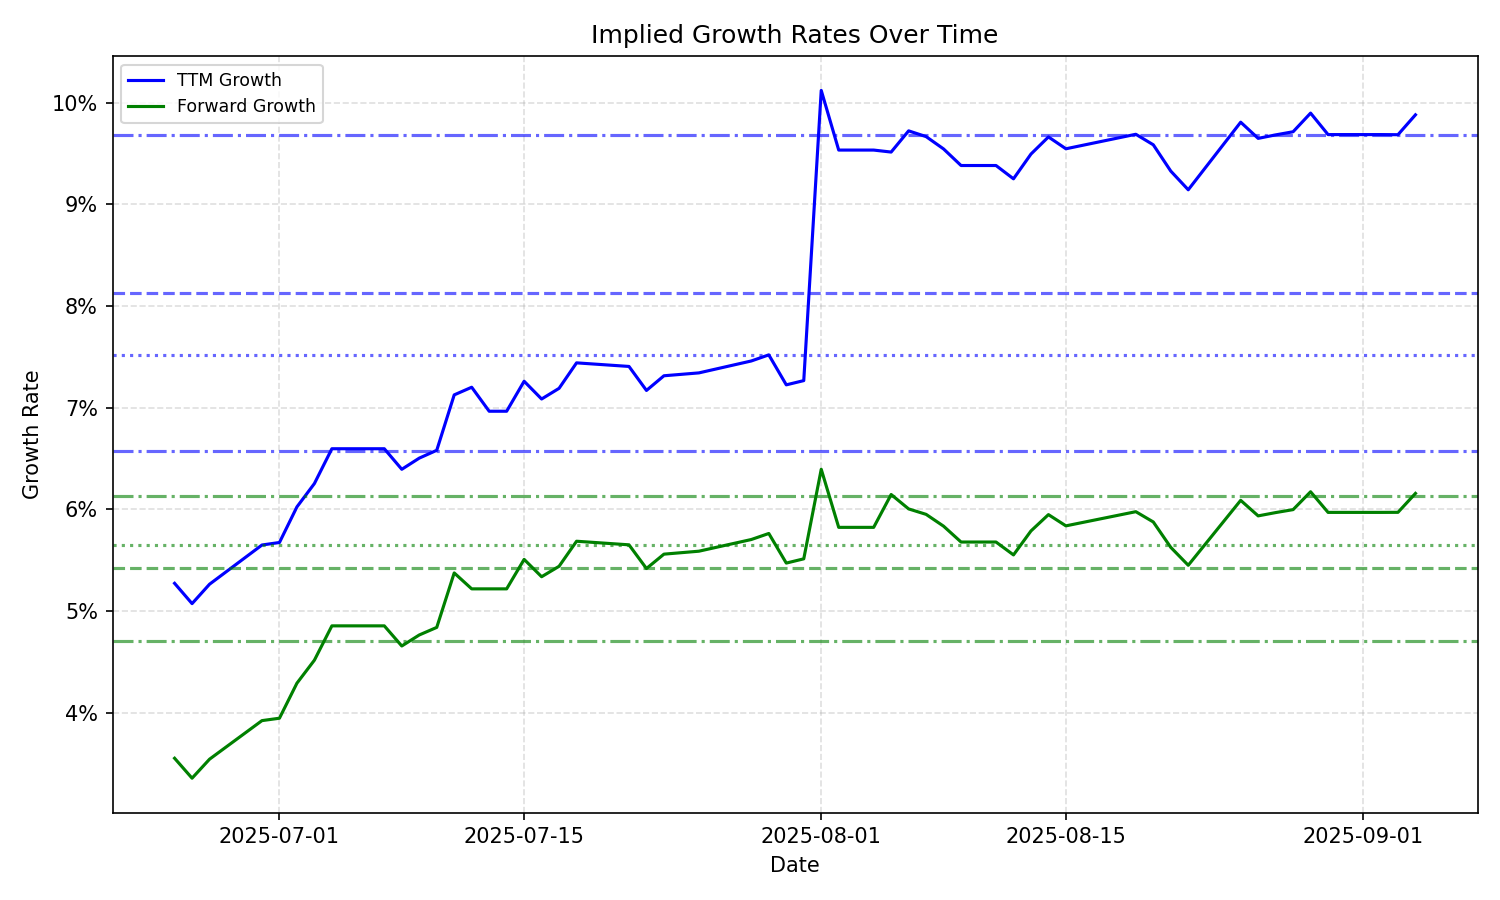 Implied Growth Rates Over Time
TTM Growth
Forward Growth
10%
9%
8%
7%
6%
5%
4%
Growth Rate
2025-07-01
2025-07-15
2025-08-01
2025-08-15
2025-09-01
Date